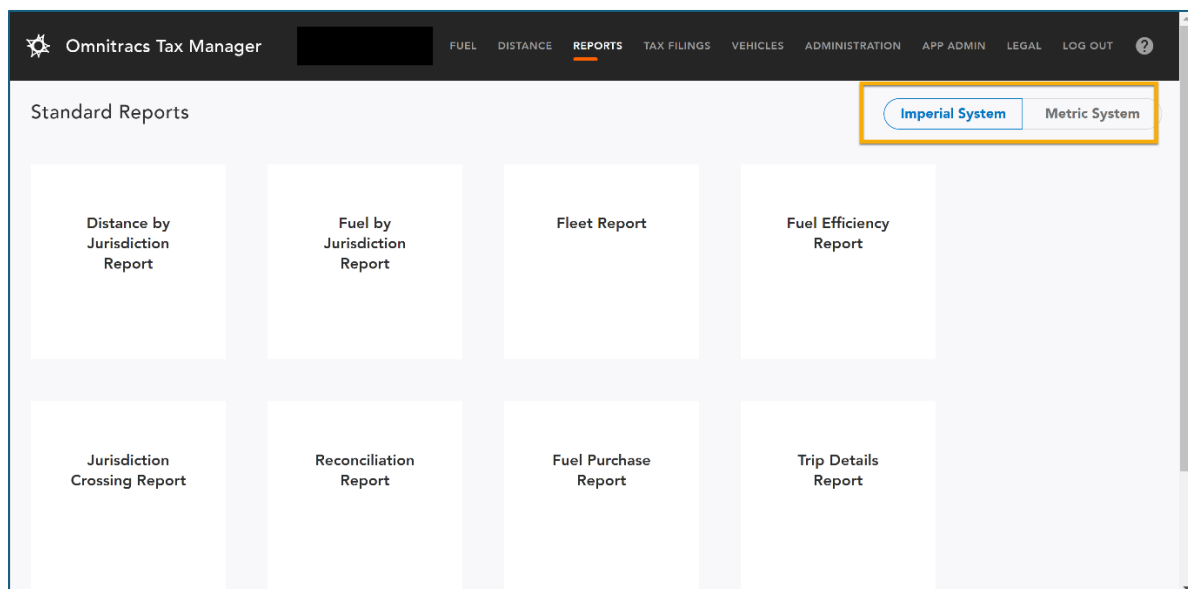 Omnitracs Tax Manager
FUEL DISTANCE REPORTS TAX FILINGS VEHICLES ADMINISTRATION APP ADMIN LEGAL LOG OUT ?
Standard Reports
Imperial System Metric System
Distance by
Jurisdiction
Report
Fuel by
Jurisdiction
Report
Fleet Report
Fuel Efficiency
Report
Jurisdiction
Crossing Report
Reconciliation
Report
Fuel Purchase
Report
Trip Details
Report